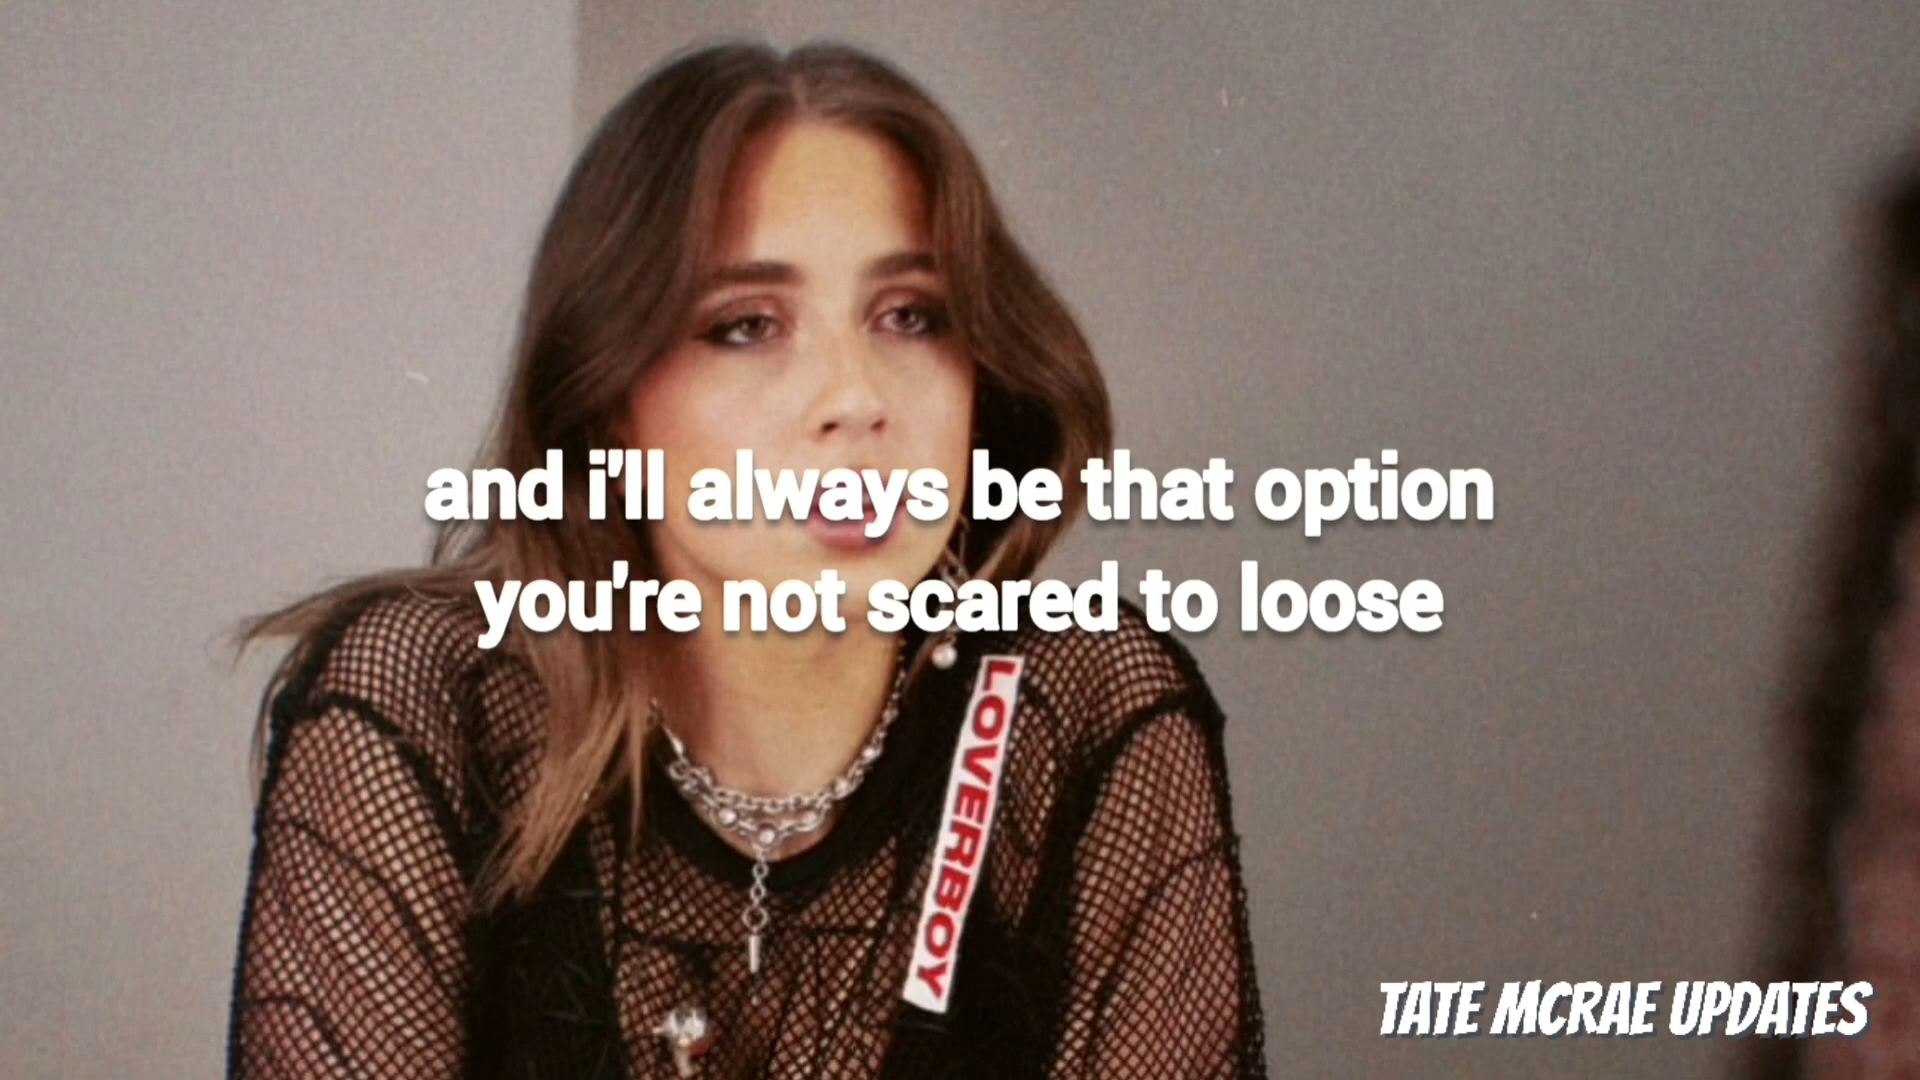 and i'll always be that option
you're not scared to loose
LOVERBOY
TATE MCRAE UPDATES